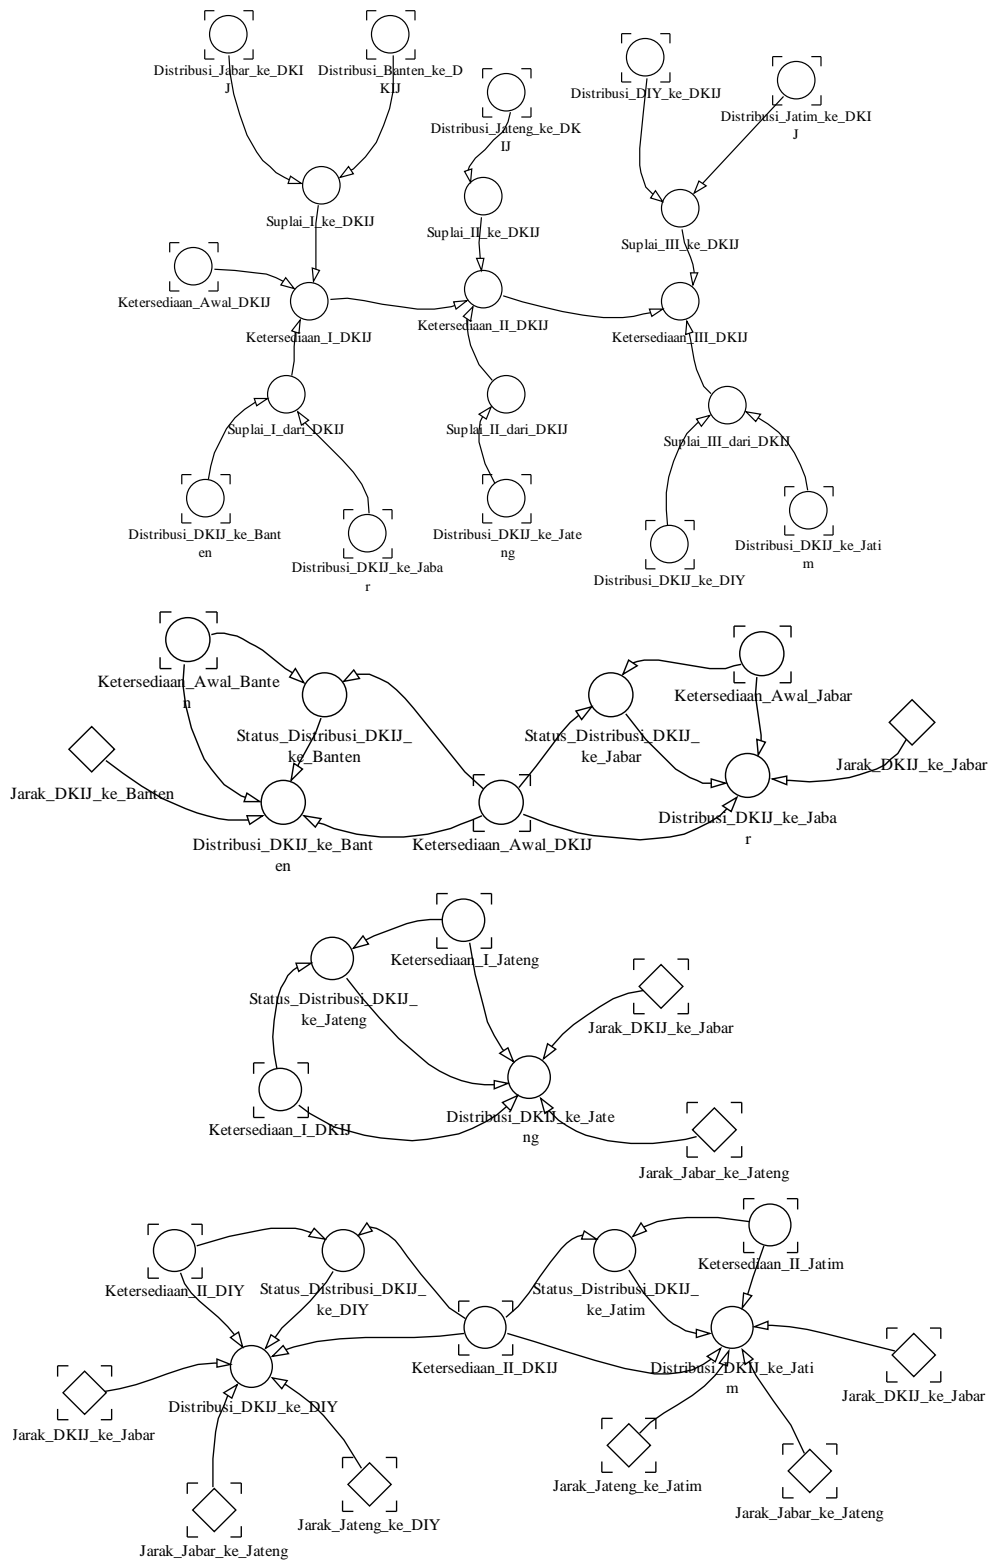 Distribusi_Jabar_ke_DKI
J
Distribusi_Banten_ke_D
KIJ
Distribusi_Jateng_ke_DK
IJ
Distribusi_DIY_ke_DKIJ
Distribusi_Jatim_ke_DKI
J
Suplai_I_ke_DKIJ
Suplai_II_ke_DKIJ
Suplai_III_ke_DKIJ
Ketersediaan_Awal_DKIJ
Ketersediaan_I_DKIJ
Ketersediaan_II_DKIJ
Ketersediaan_III_DKIJ
Suplai_I_dari_DKIJ
Suplai_II_dari_DKIJ
Suplai_III_dari_DKIJ
Distribusi_DKIJ_ke_Bant
en
Distribusi_DKIJ_ke_Jaba
r
Distribusi_DKIJ_ke_Jate
ng
Distribusi_DKIJ_ke_DIY
Distribusi_DKIJ_ke_Jati
m
Ketersediaan_Awal_Bante
n
Status_Distribusi_DKIJ_
ke_Banten
Status_Distribusi_DKIJ_
ke_Jabar
Ketersediaan_Awal_Jabar
Jarak_DKIJ_ke_Banten
Jarak_DKIJ_ke_Jabar
Distribusi_DKIJ_ke_Bant
en
Ketersediaan_Awal_DKIJ
Distribusi_DKIJ_ke_Jaba
r
Ketersediaan_I_Jateng
Status_Distribusi_DKIJ_
ke_Jateng
Jarak_DKIJ_ke_Jabar
Ketersediaan_I_DKIJ
Distribusi_DKIJ_ke_Jate
ng
Jarak_Jabar_ke_Jateng
Ketersediaan_II_DIY
Status_Distribusi_DKIJ_
ke_DIY
Status_Distribusi_DKIJ_
ke_Jatim
Ketersediaan_II_Jatim
Ketersediaan_II_DKIJ
Distribusi_DKIJ_ke_DIY
Distribusi_DKIJ_ke_Jati
m
Jarak_DKIJ_ke_Jabar
Jarak_DKIJ_ke_Jabar
Jarak_Jabar_ke_Jateng
Jarak_Jateng_ke_DIY
Jarak_Jateng_ke_Jatim
Jarak_Jabar_ke_Jateng